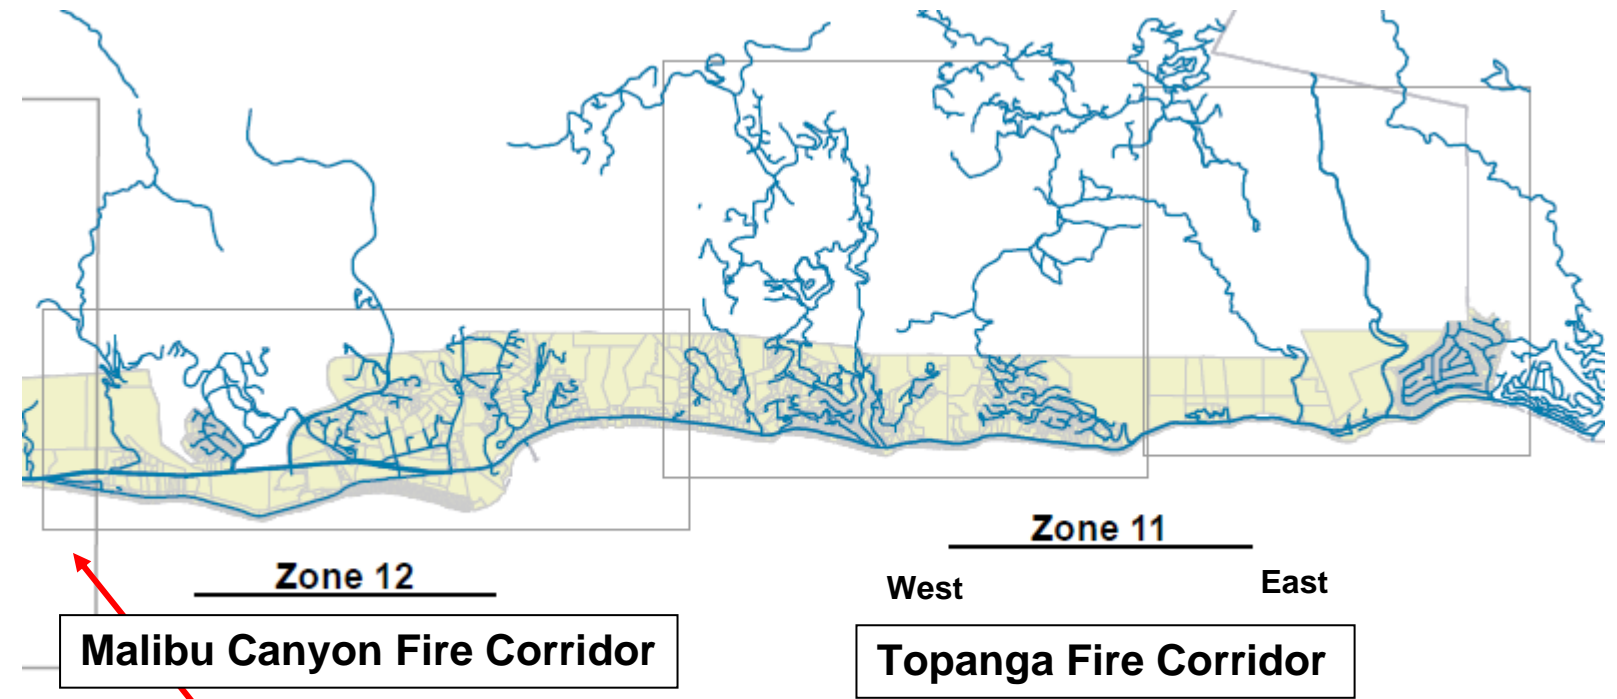 Zone 11
Zone 12
West
East
Malibu Canyon Fire Corridor
Topanga Fire Corridor